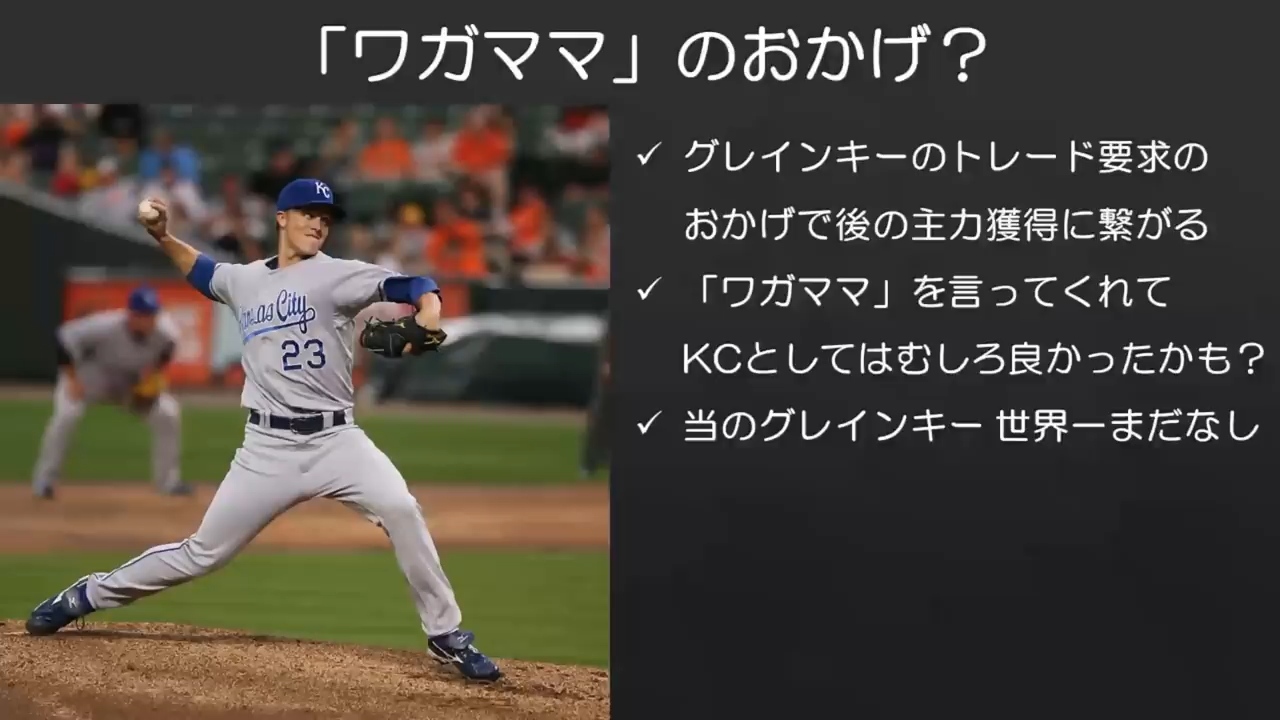 「ワガママ」のおかげ？
✓ グレインキーのトレード要求の
おかげで後の主力獲得に繋がる
✓ 「ワガママ」を言ってくれて
KCとしてはむしろ良かったかも？
✓ 当のグレインキー 世界一まだなし
KC
Kansas City
23